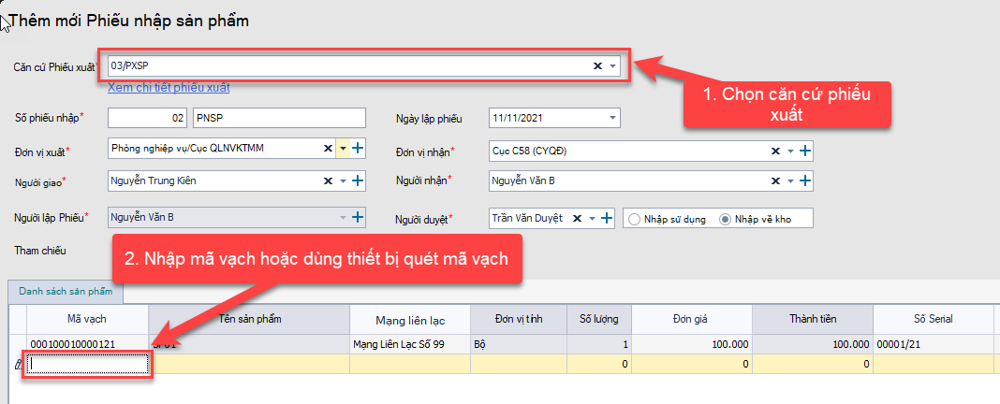 Thêm mới Phiếu nhập sản phẩm
Căn cứ Phiếu xuất* 03/PXSP
Xem chi tiết phiếu xuất
1. Chọn căn cứ phiếu
xuất
Số phiếu nhập* 02 PNSP Ngày lập phiếu 11/11/2021
Đơn vị xuất* Phòng nghiệp vụ/Cục QLNVKTMM Đơn vị nhận* Cục C58 (CYQĐ)
Người giao* Nguyễn Trung Kiên Người nhận* Nguyễn Văn B
Người lập Phiếu* Nguyễn Văn B Người duyệt* Trần Văn Duyệt Nhập sử dụng Nhập về kho
Tham chiếu
2. Nhập mã vạch hoặc dùng thiết bị quét mã vạch
Danh sách sản phẩm
Mã vạch Tên sản phẩm Mạng liên lạc Đơn vị tính Số lượng Đơn giá Thành tiền Số Serial
000100010000121 Mạng Liên Lạc Số 99 Bộ 1 100.000 100.000 00001/21
0 0 0